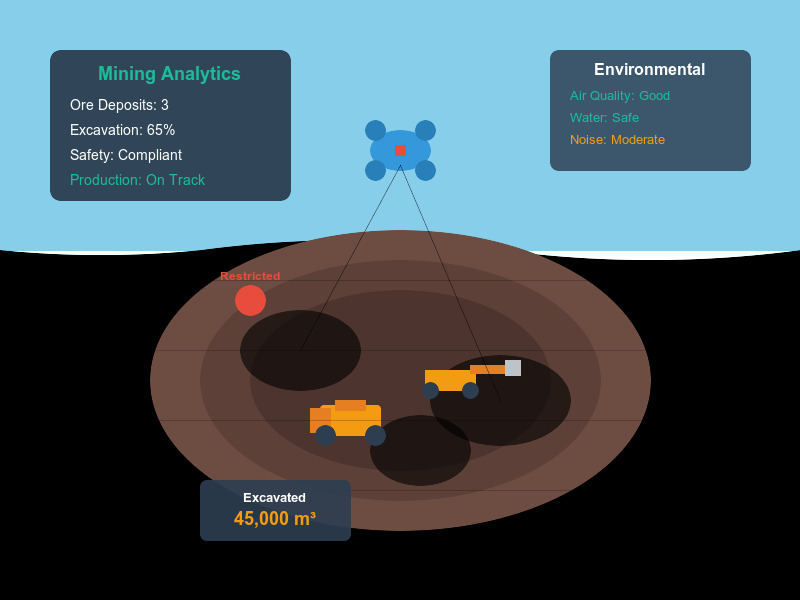 Mining Analytics
Ore Deposits: 3
Excavation: 65%
Safety: Compliant
Production: On Track
Environmental
Air Quality: Good
Water: Safe
Noise: Moderate
Restricted
Excavated
45,000 m³